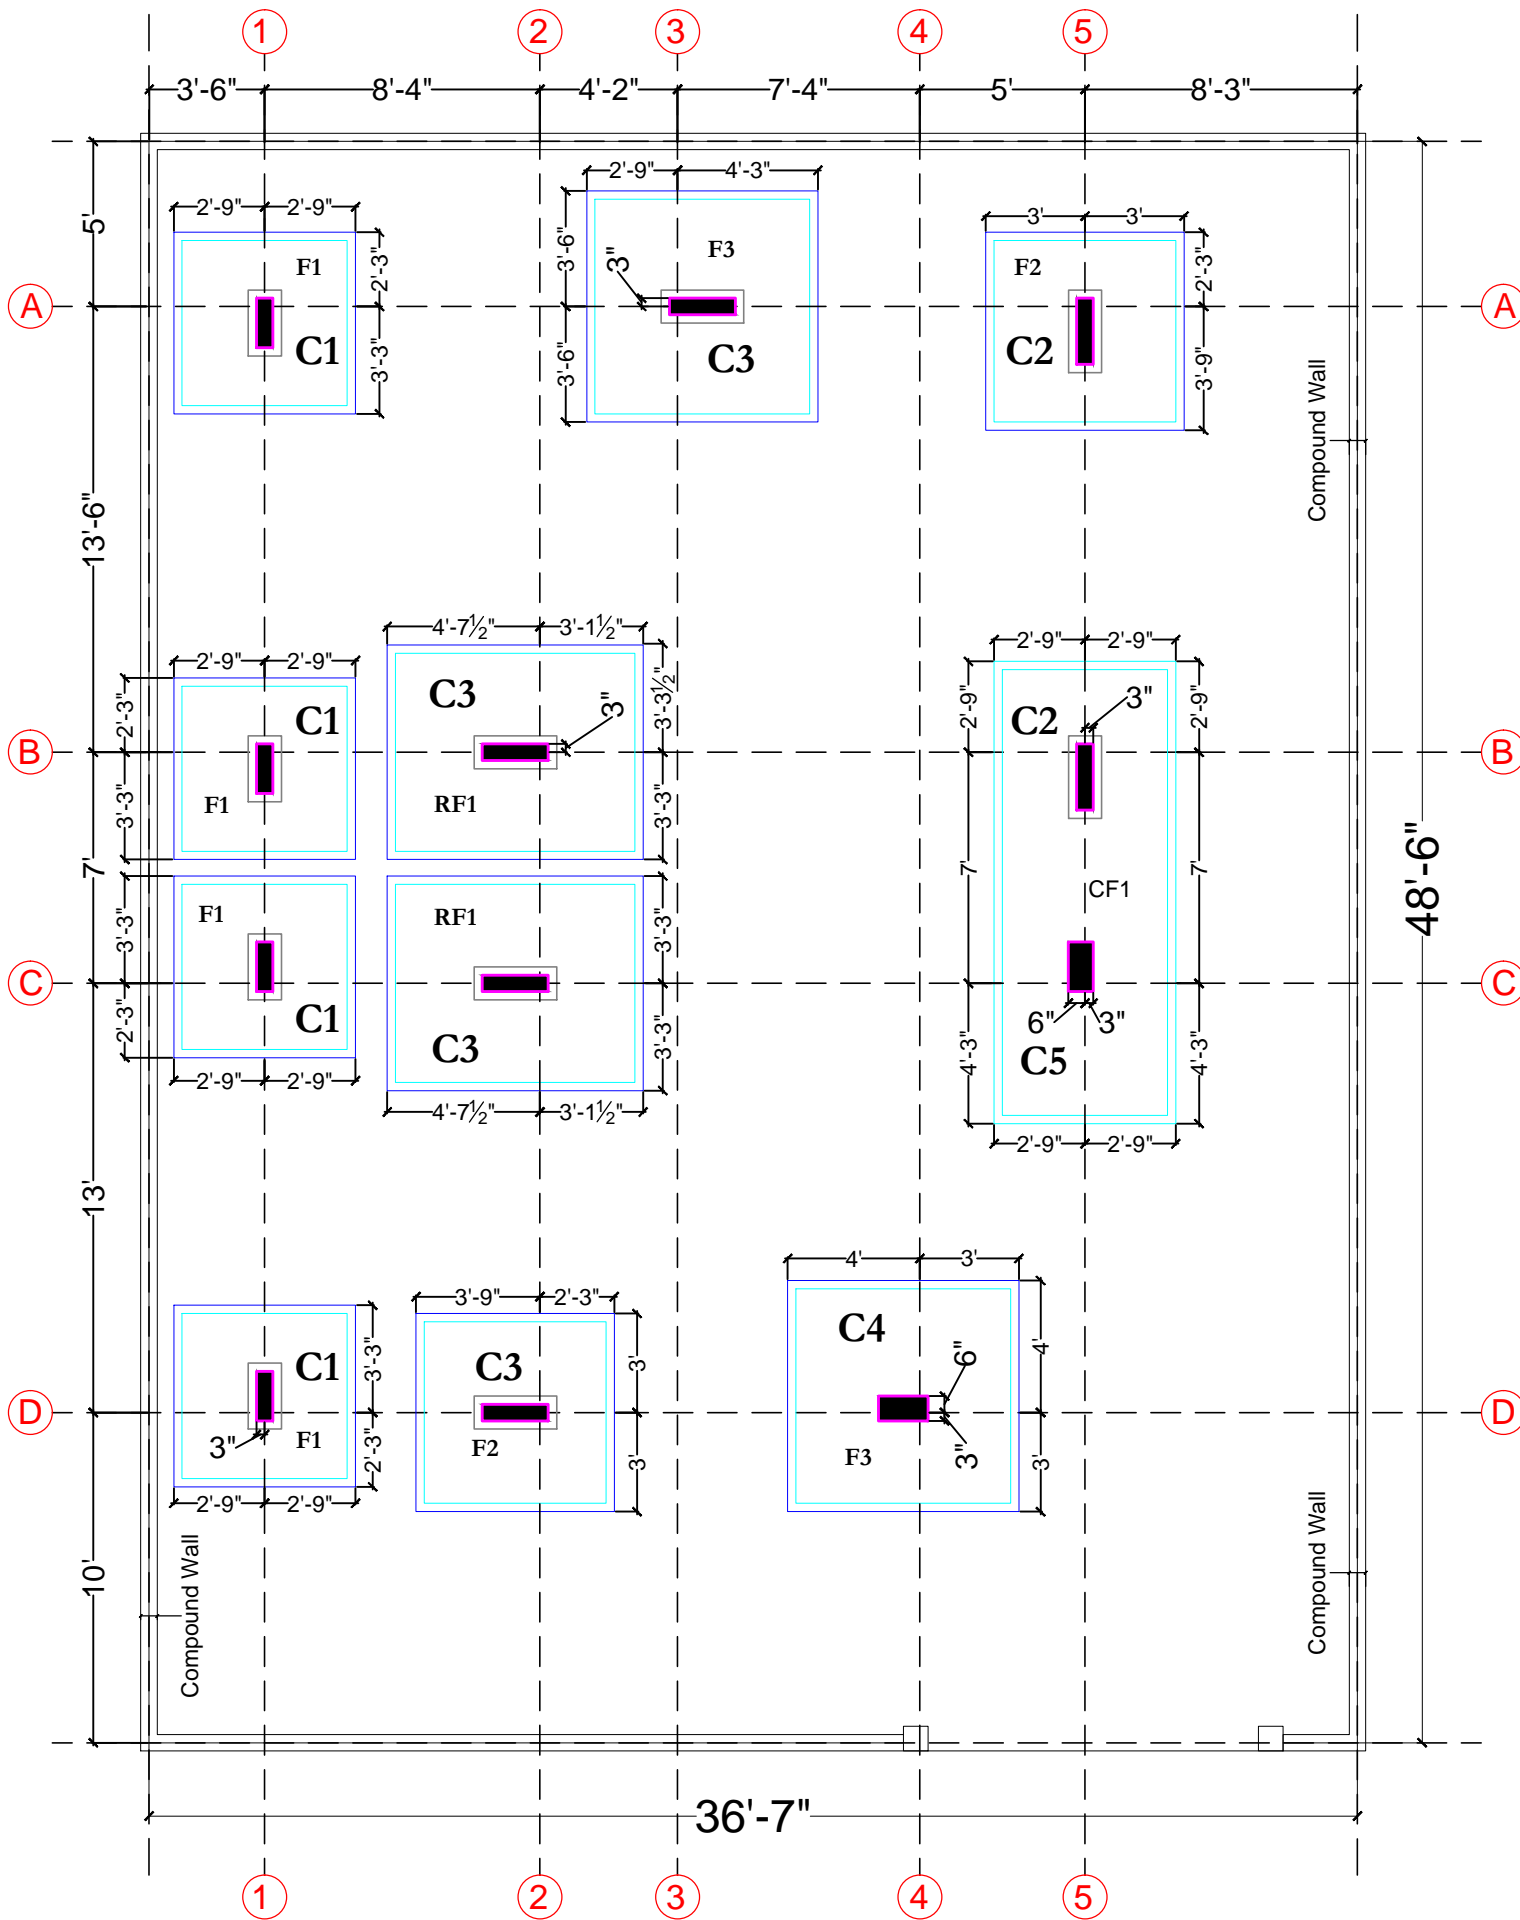 1 2 3 4 5
3'-6" 8'-4" 4'-2" 7'-4" 5' 8'-3"
2'-9" 4'-3"
2'-9" 2'-9"
3' 3'
5'
3'-6"
3"
F3
F1
2'-3"
F2
2'-3"
A A
C1
3'-3"
3'-6"
C3
C2
3'-9"
Compound Wall
13'-6"
4'-7½" 3'-1½"
2'-9" 2'-9"
2'-9" 2'-9"
2'-3"
C1
C3
3"
3'-3½"
2'-9"
C2
3"
2'-9"
B B
3'-3"
F1
RF1
3'-3"
48'-6"
7'
7'
CF1
7'
3'-3"
F1
RF1
3'-3"
C C
2'-3"
C1
C3
3'-3"
6" 3"
4'-3"
C5
4'-3"
2'-9" 2'-9"
4'-7½" 3'-1½"
2'-9" 2'-9"
13'
4' 3'
3'-9" 2'-3"
C1
3'-3"
C3
3'
C4
6"
4'
D D
3"
F1
2'-3"
F2
3'
F3
3"
3'
2'-9" 2'-9"
10'
Compound Wall
Compound Wall
36'-7"
1 2 3 4 5